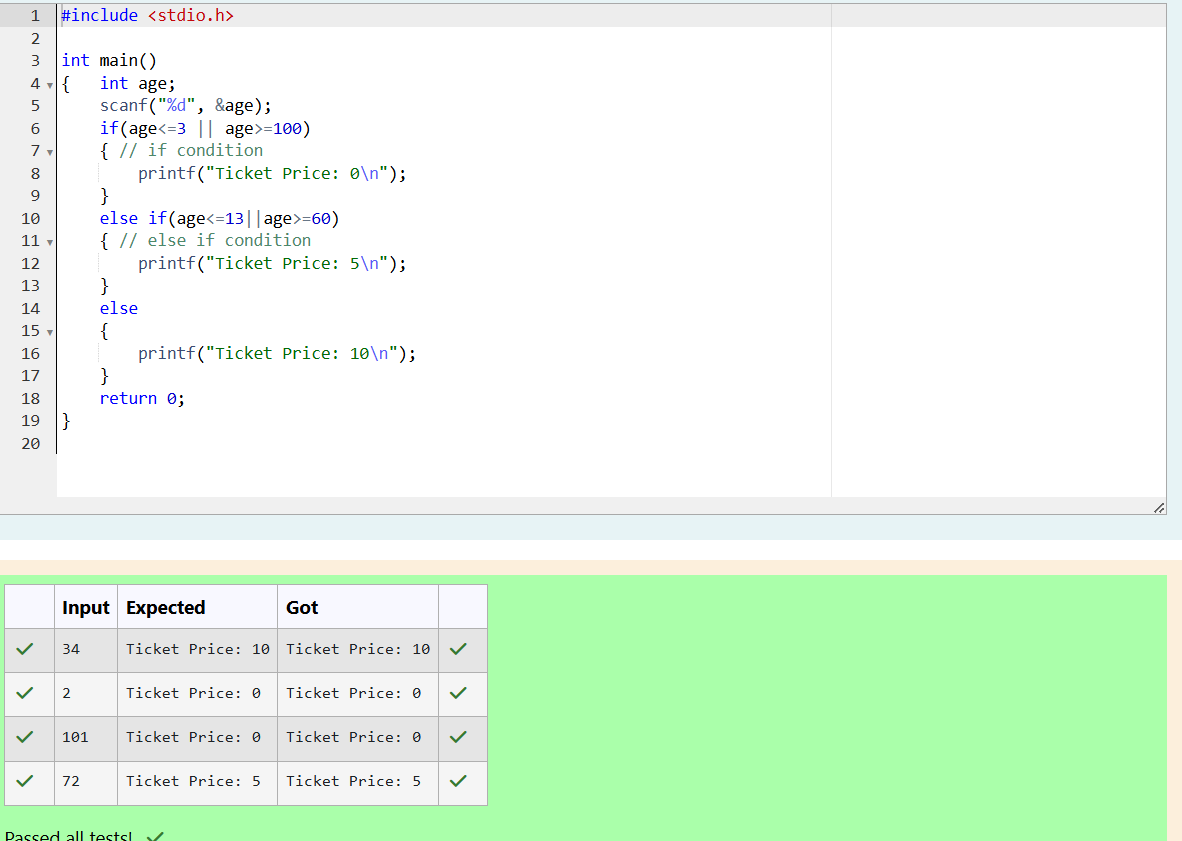 1 #include <stdio.h>
2
3 int main()
4 {   int age;
5     scanf("%d", &age);
6     if(age<=3 || age>=100)
7     { // if condition
8         printf("Ticket Price: 0\n");
9     }
10     else if(age<=13||age>=60)
11     { // else if condition
12         printf("Ticket Price: 5\n");
13     }
14     else
15     {
16         printf("Ticket Price: 10\n");
17     }
18     return 0;
19 }
20
Input Expected Got
34 Ticket Price: 10 Ticket Price: 10
2 Ticket Price: 0 Ticket Price: 0
101 Ticket Price: 0 Ticket Price: 0
72 Ticket Price: 5 Ticket Price: 5
Passed all tests!